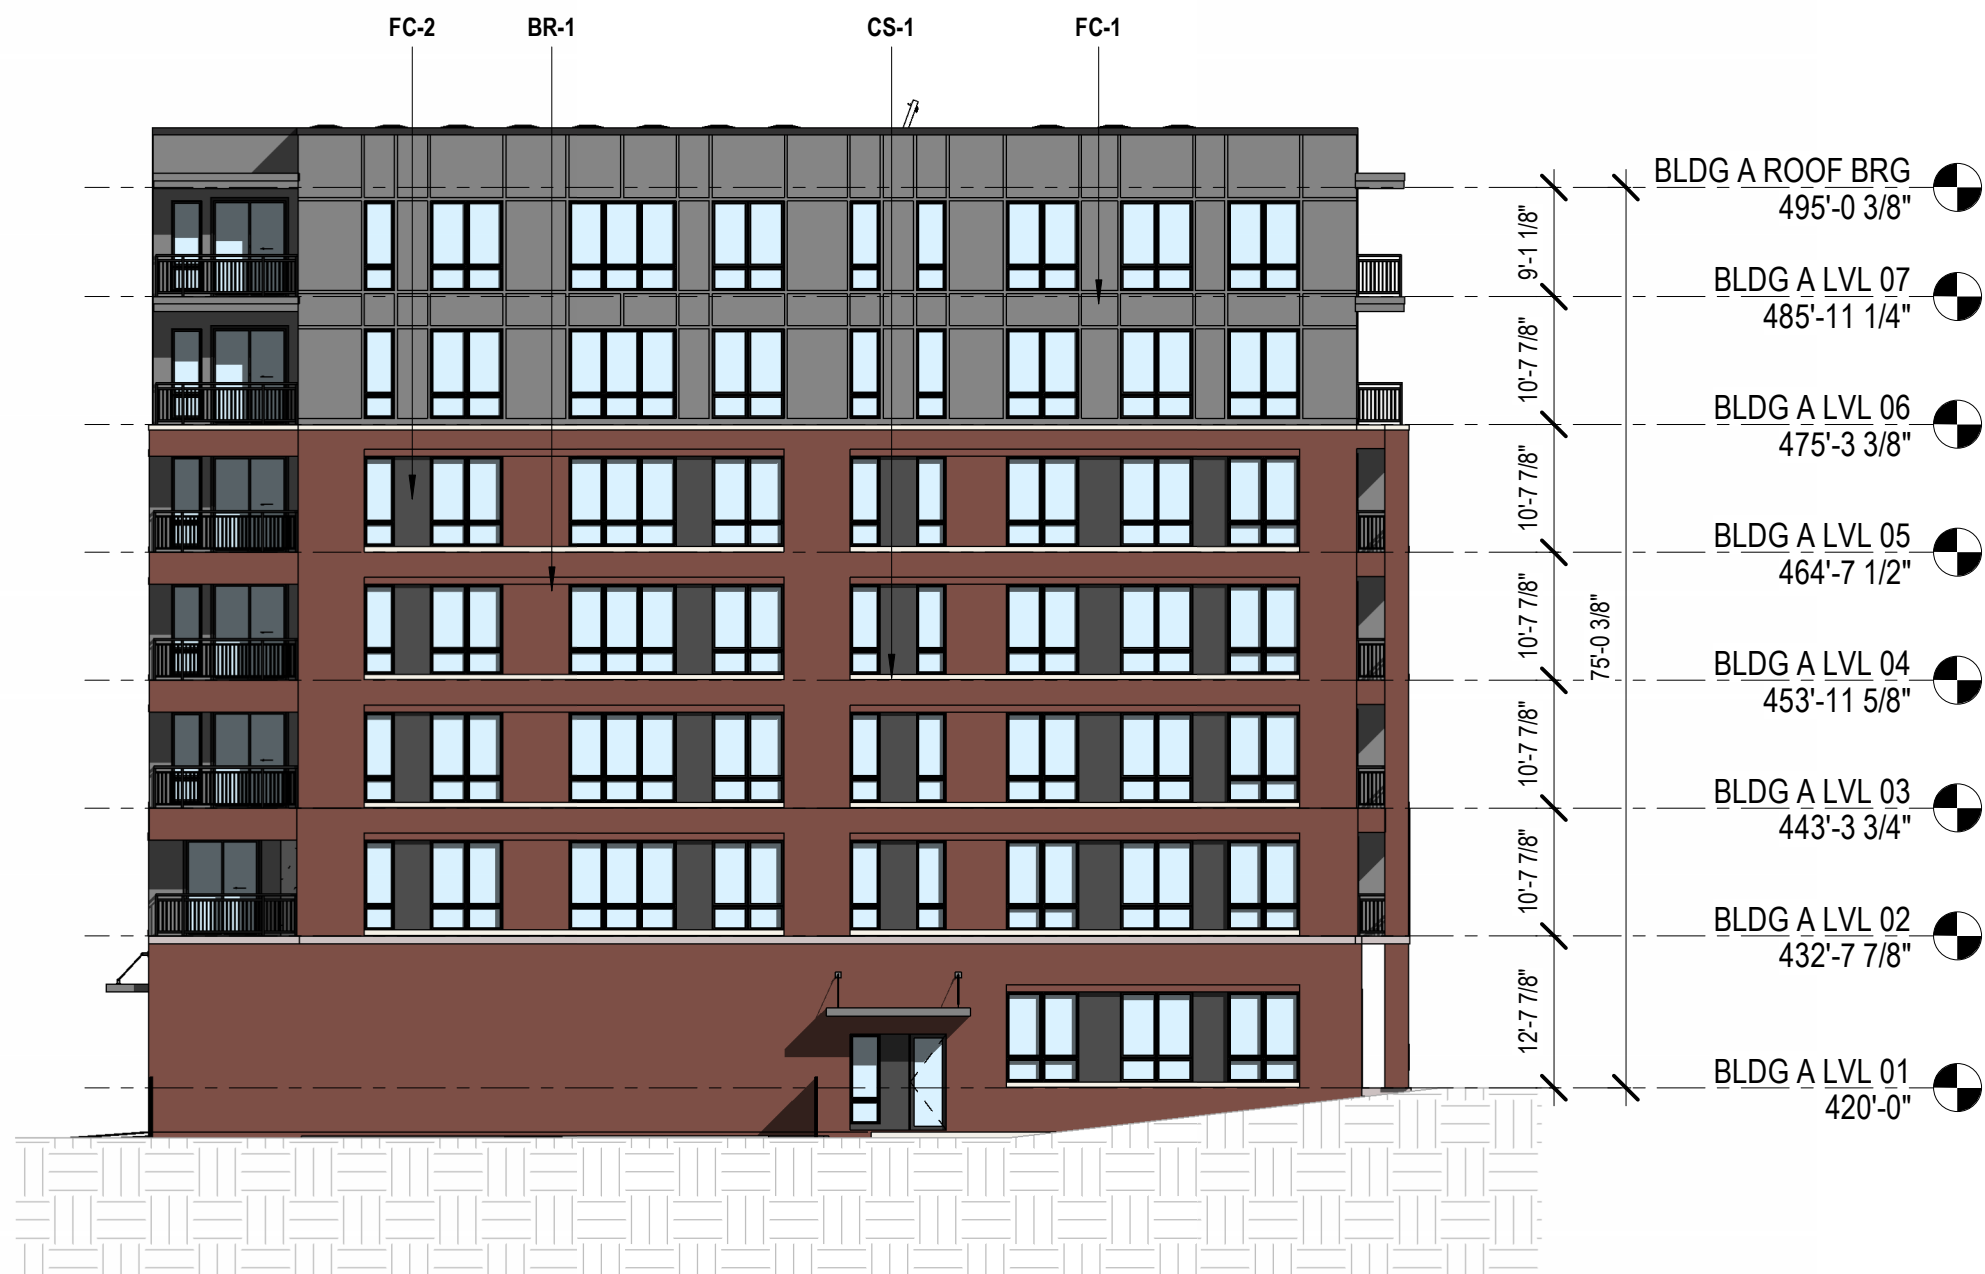 FC-2 BR-1 CS-1 FC-1
BLDG A ROOF BRG
495'-0 3/8"
9'-1 1/8"
BLDG A LVL 07
485'-11 1/4"
10'-7 7/8"
BLDG A LVL 06
475'-3 3/8"
10'-7 7/8"
BLDG A LVL 05
464'-7 1/2"
10'-7 7/8"
75'-0 3/8"
BLDG A LVL 04
453'-11 5/8"
10'-7 7/8"
BLDG A LVL 03
443'-3 3/4"
10'-7 7/8"
BLDG A LVL 02
432'-7 7/8"
12'-7 7/8"
BLDG A LVL 01
420'-0"